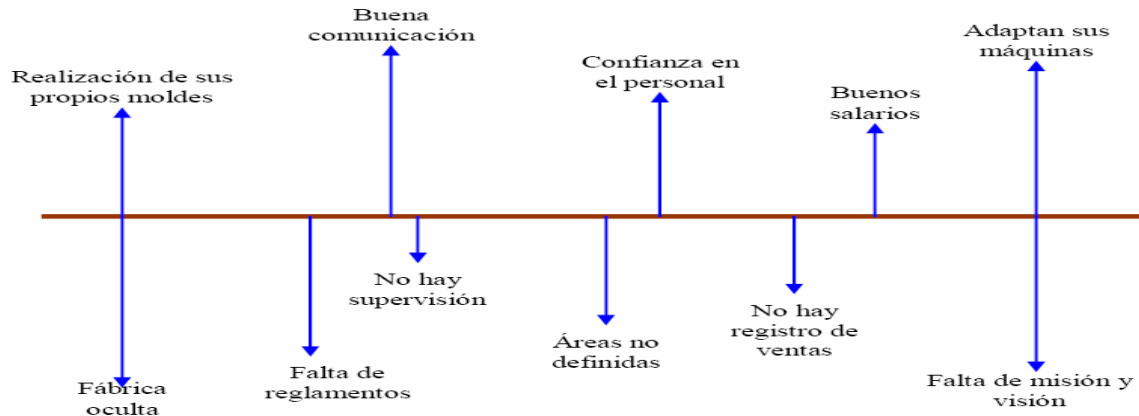 Buena
comunicación
Adaptan sus
máquinas
Realización de sus
propios moldes
Confianza en
el personal
Buenos
salarios
No hay
supervisión
No hay
registro de
ventas
Áreas no
definidas
Falta de
reglamentos
Fábrica
oculta
Falta de misión y
visión